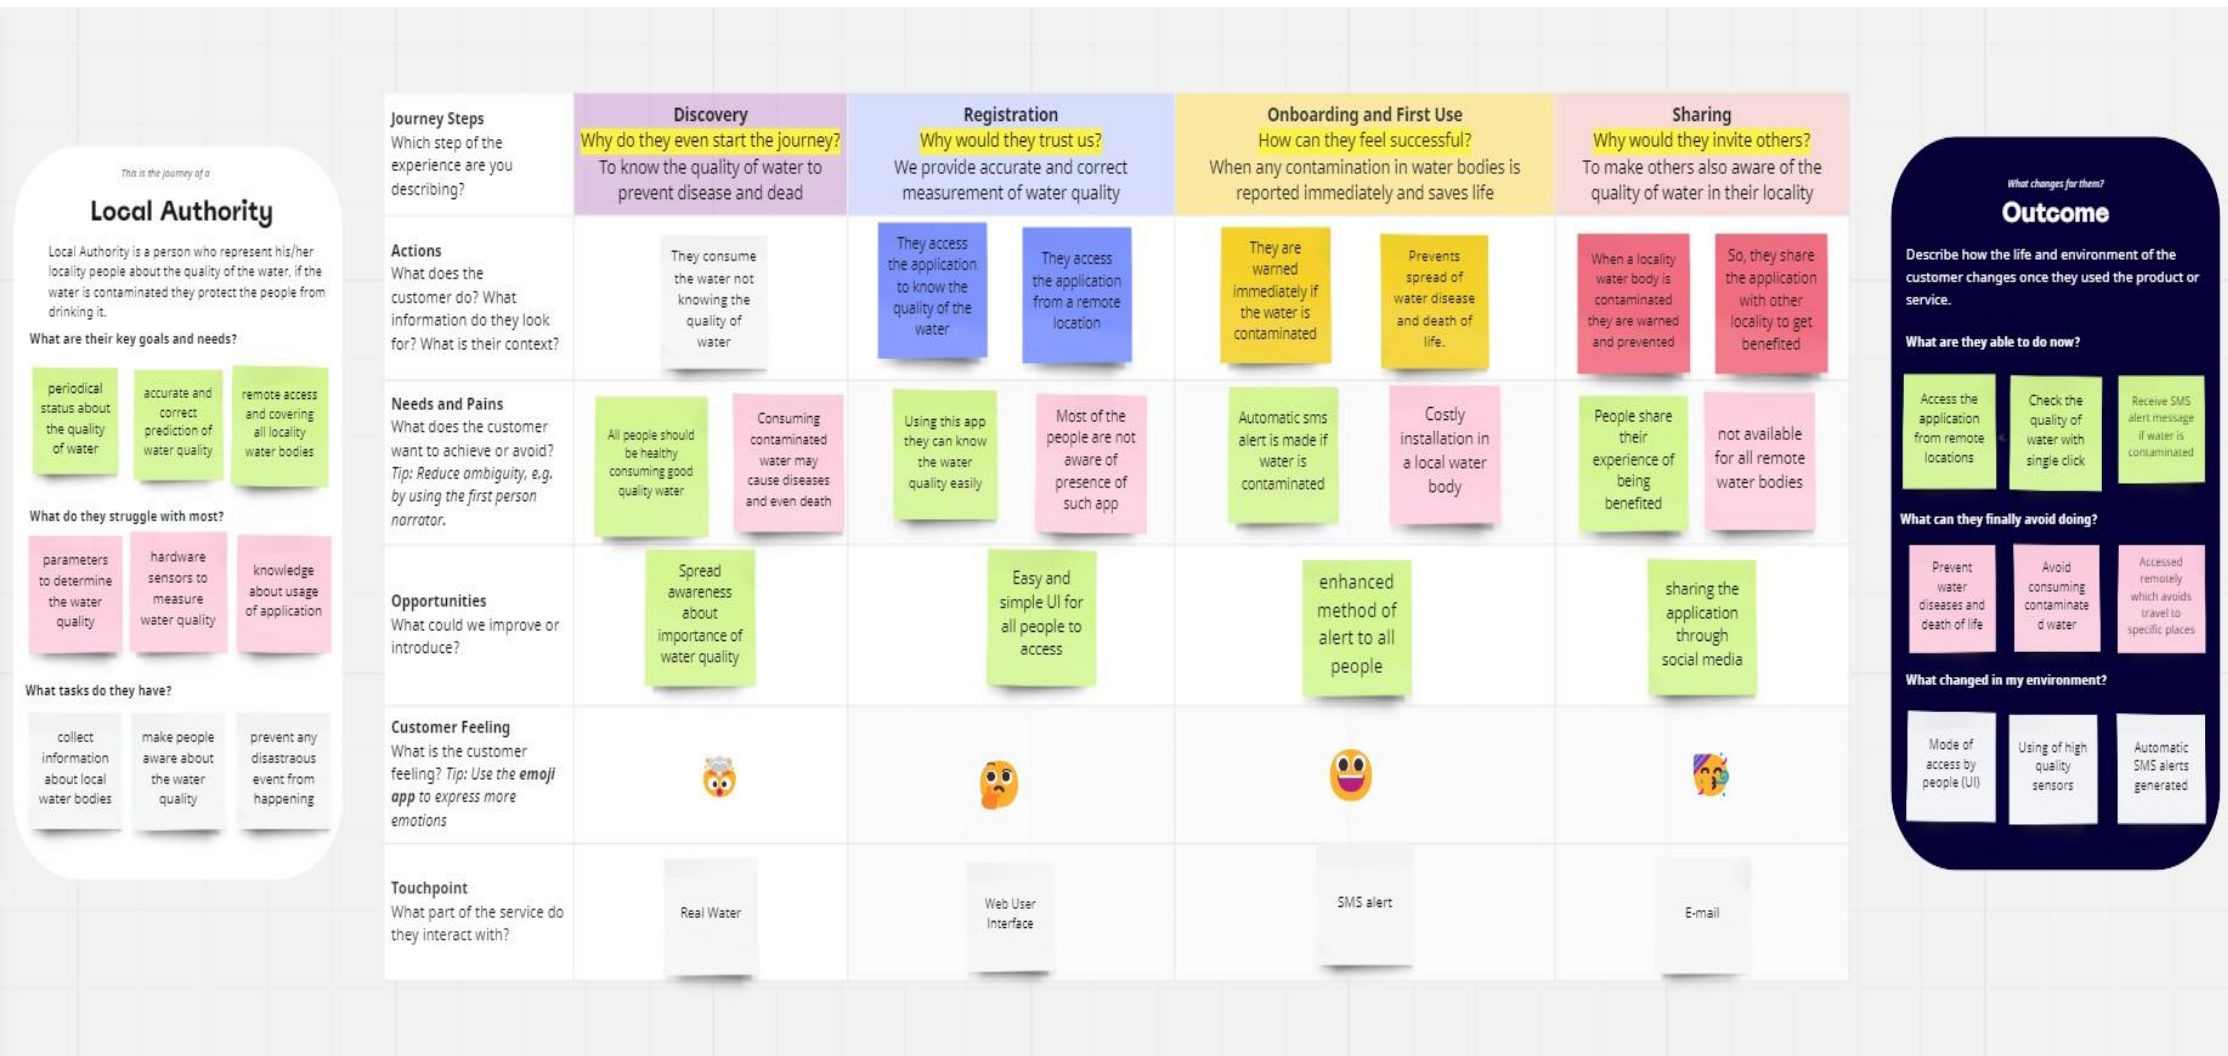 This is the journey of a
Local Authority
Local Authority is a person who represent his/her
locality people about the quality of the water, if the
water is contaminated they protect the people from
drinking it.
What are their key goals and needs?
periodical
status about
the quality
of water
accurate and
correct
prediction of
water quality
remote access
and covering
all locality
water bodies
What do they struggle with most?
parameters
to determine
the water
quality
hardware
sensors to
measure
water quality
knowledge
about usage
of application
What tasks do they have?
collect
information
about local
water bodies
make people
aware about
the water
quality
prevent any
disastraous
event from
happening
Journey Steps
Which step of the
experience are you
describing?
Discovery
Why do they even start the journey?
To know the quality of water to
prevent disease and dead
Registration
Why would they trust us?
We provide accurate and correct
measurement of water quality
Onboarding and First Use
How can they feel successful?
When any contamination in water bodies is
reported immediately and saves life
Sharing
Why would they invite others?
To make others also aware of the
quality of water in their locality
Actions
What does the
customer do? What
information do they look
for? What is their context?
They consume
the water not
knowing the
quality of
water
They access
the application
to know the
quality of the
water
They access
the application
from a remote
location
They are
warned
immediately if
the water is
contaminated
Prevents
spread of
water disease
and death of
life.
When a locality
water body is
contaminated
they are warned
and prevented
So, they share
the application
with other
locality to get
benefited
Needs and Pains
What does the customer
want to achieve or avoid?
Tip: Reduce ambiguity, e.g.
by using the first person
narrator.
All people should
be healthy
consuming good
quality water
Consuming
contaminated
water may
cause diseases
and even death
Using this app
they can know
the water
quality easily
Most of the
people are not
aware of
presence of
such app
Automatic sms
alert is made if
water is
contaminated
Costly
installation in
a local water
body
People share
their
experience of
being
benefited
not available
for all remote
water bodies
Opportunities
What could we improve or
introduce?
Spread
awareness
about
importance of
water quality
Easy and
simple UI for
all people to
access
enhanced
method of
alert to all
people
sharing the
application
through
social media
Customer Feeling
What is the customer
feeling? Tip: Use the emoji
app to express more
emotions
Touchpoint
What part of the service do
they interact with?
Real Water
Web User
Interface
SMS alert
E-mail
What changes for them?
Outcome
Describe how the life and environment of the
customer changes once they used the product or
service.
What are they able to do now?
Access the
application
from remote
locations
Check the
quality of
water with
single click
Receive SMS
alert message
if water is
contaminated
What can they finally avoid doing?
Prevent
water
diseases and
death of life
Avoid
consuming
contaminate
d water
Accessed
remotely
which avoids
travel to
specific places
What changed in my environment?
Mode of
access by
people (UI)
Using of high
quality
sensors
Automatic
SMS alerts
generated